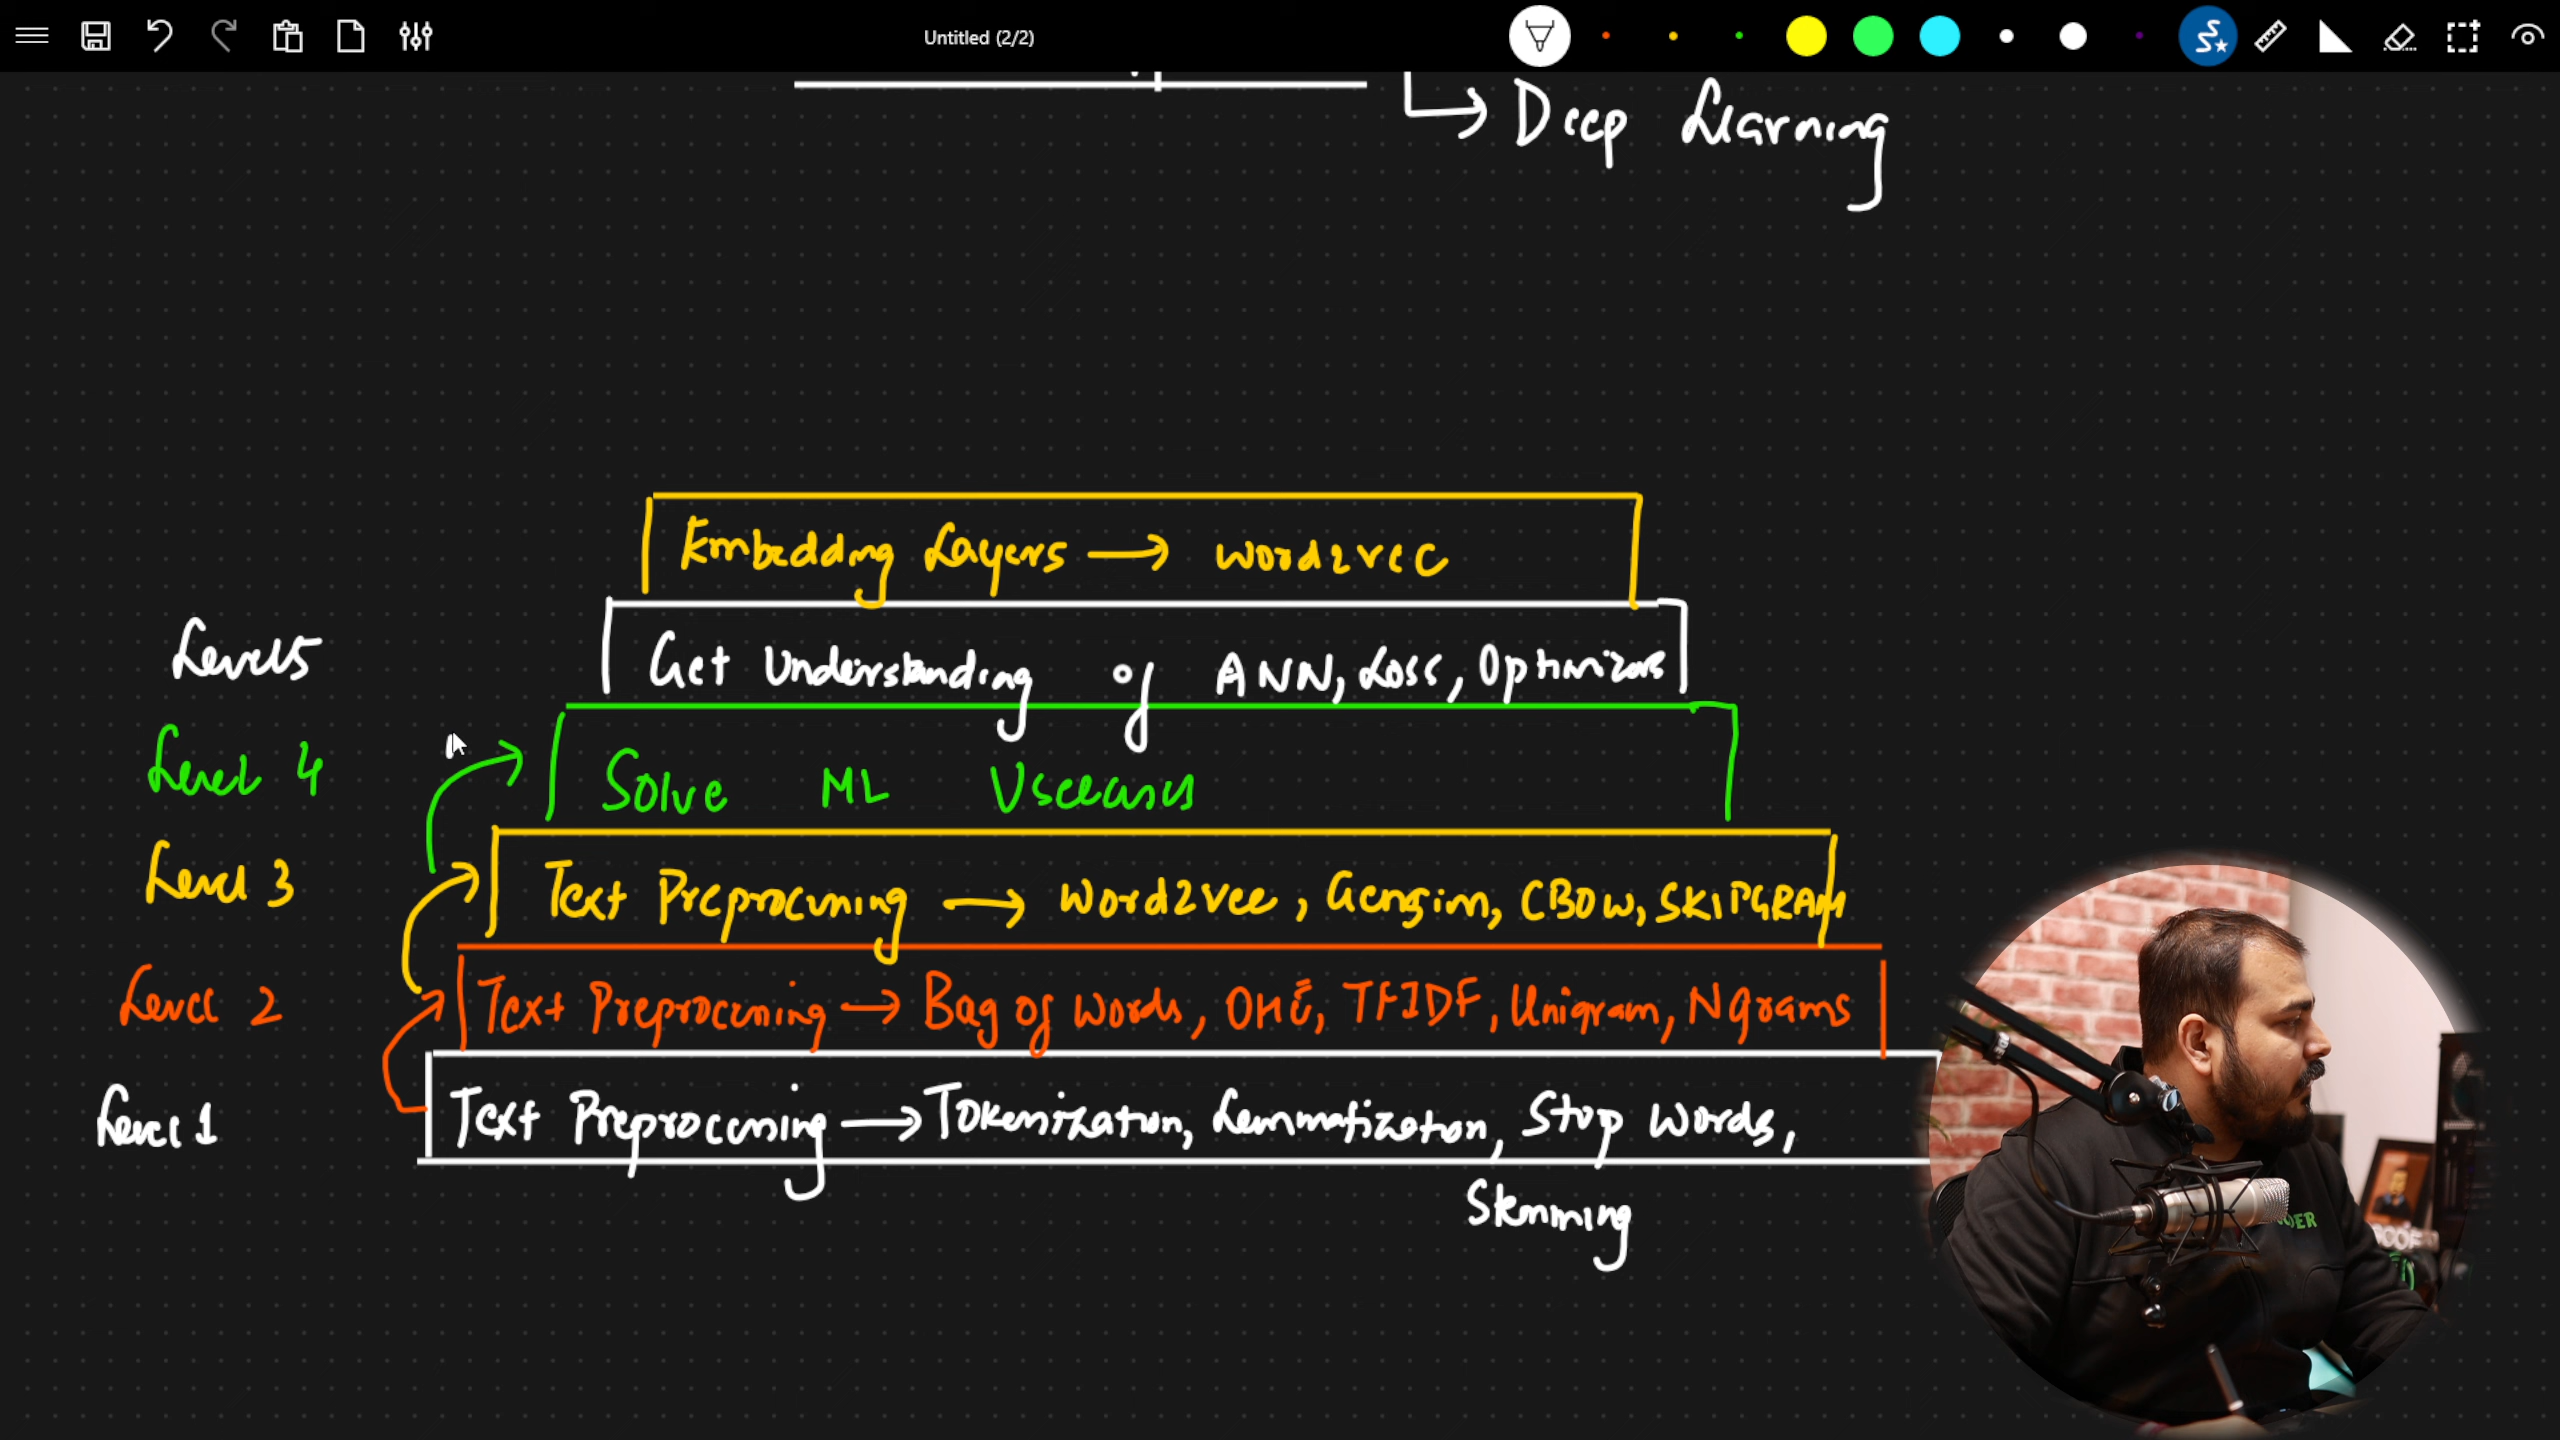 Untitled (2/2)
Deep Learning
Embedding Layers → word2vec
Level 5
Get Understanding of ANN, Loss, Optimizers
Level 4
Solve ML Usecases
Level 3
Text Preprocessing → Word2vec, Gensim, CBOW, SKIPGRAM
Level 2
Text Preprocessing → Bag of Words, OHE, TFIDF, Unigram, Ngrams
Level 1
Text Preprocessing → Tokenization, Lemmatization, Stop Words,
Stemming